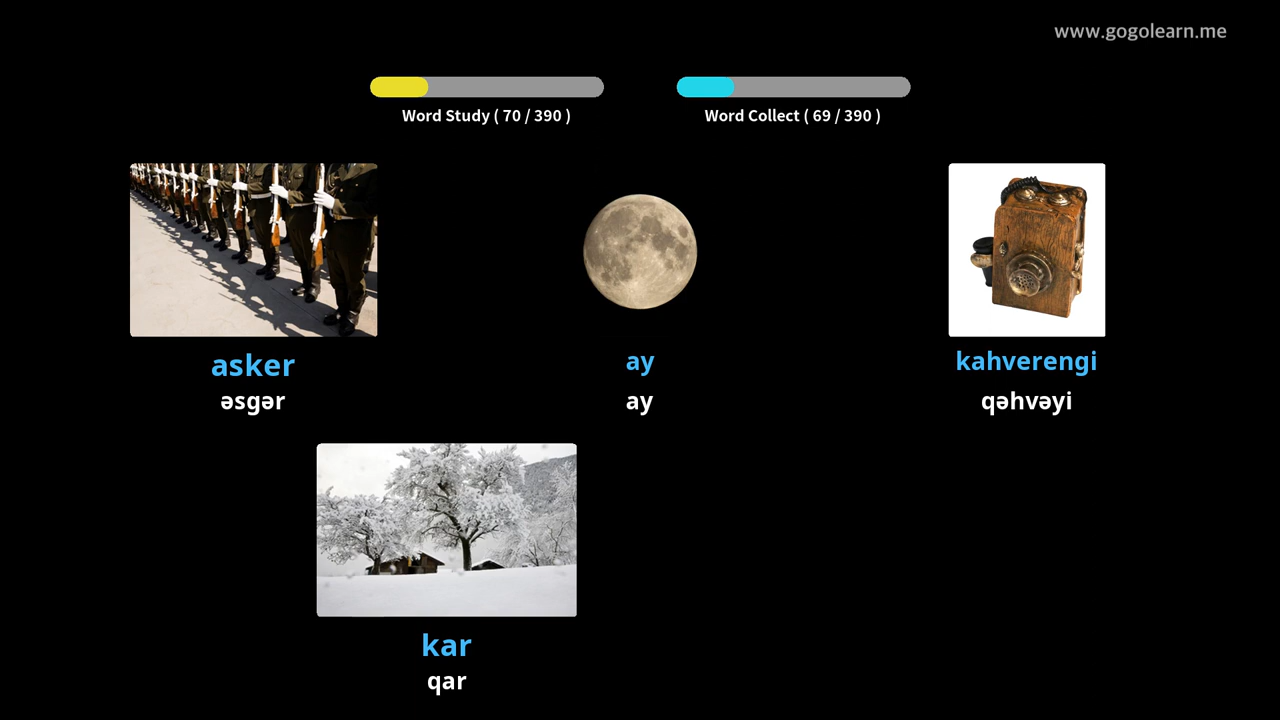 www.gogolearn.me
Word Study ( 70 / 390 )
Word Collect ( 69 / 390 )
asker
əsgər
ay
ay
kahverengi
qəhvəyi
kar
qar